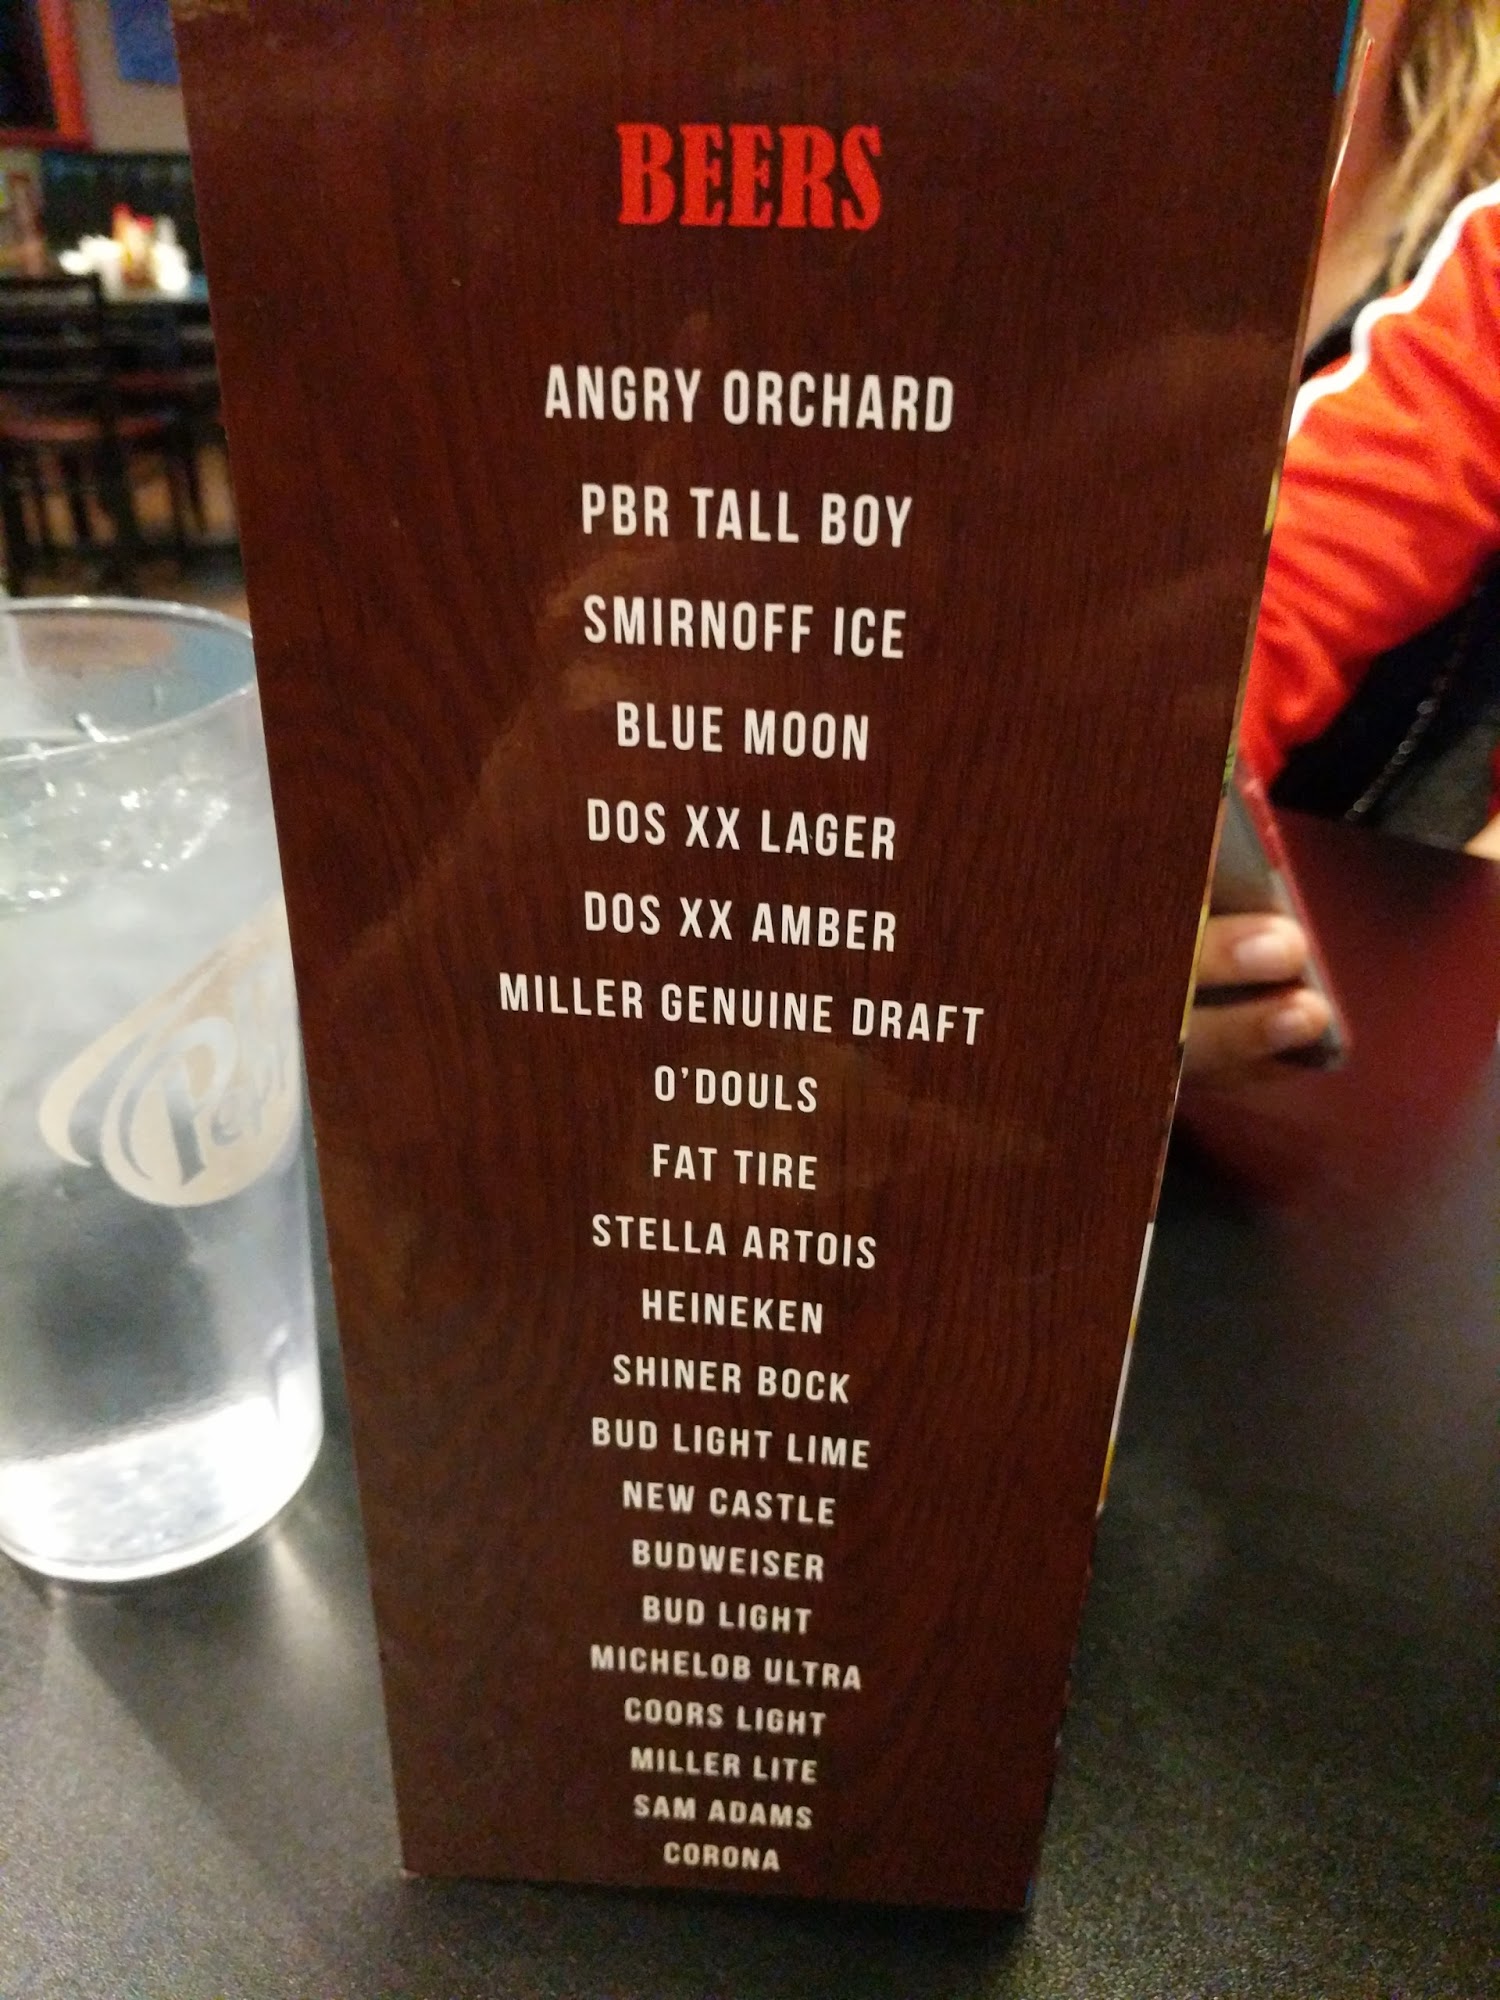 BEERS
ANGRY ORCHARD
PBR TALL BOY
SMIRNOFF ICE
BLUE MOON
DOS XX LAGER
DOS XX AMBER
MILLER GENUINE DRAFT
O'DOULS
FAT TIRE
STELLA ARTOIS
HEINEKEN
SHINER BOCK
BUD LIGHT LIME
NEW CASTLE
BUDWEISER
BUD LIGHT
MICHELOB ULTRA
COORS LIGHT
MILLER LITE
SAM ADAMS
CORONA